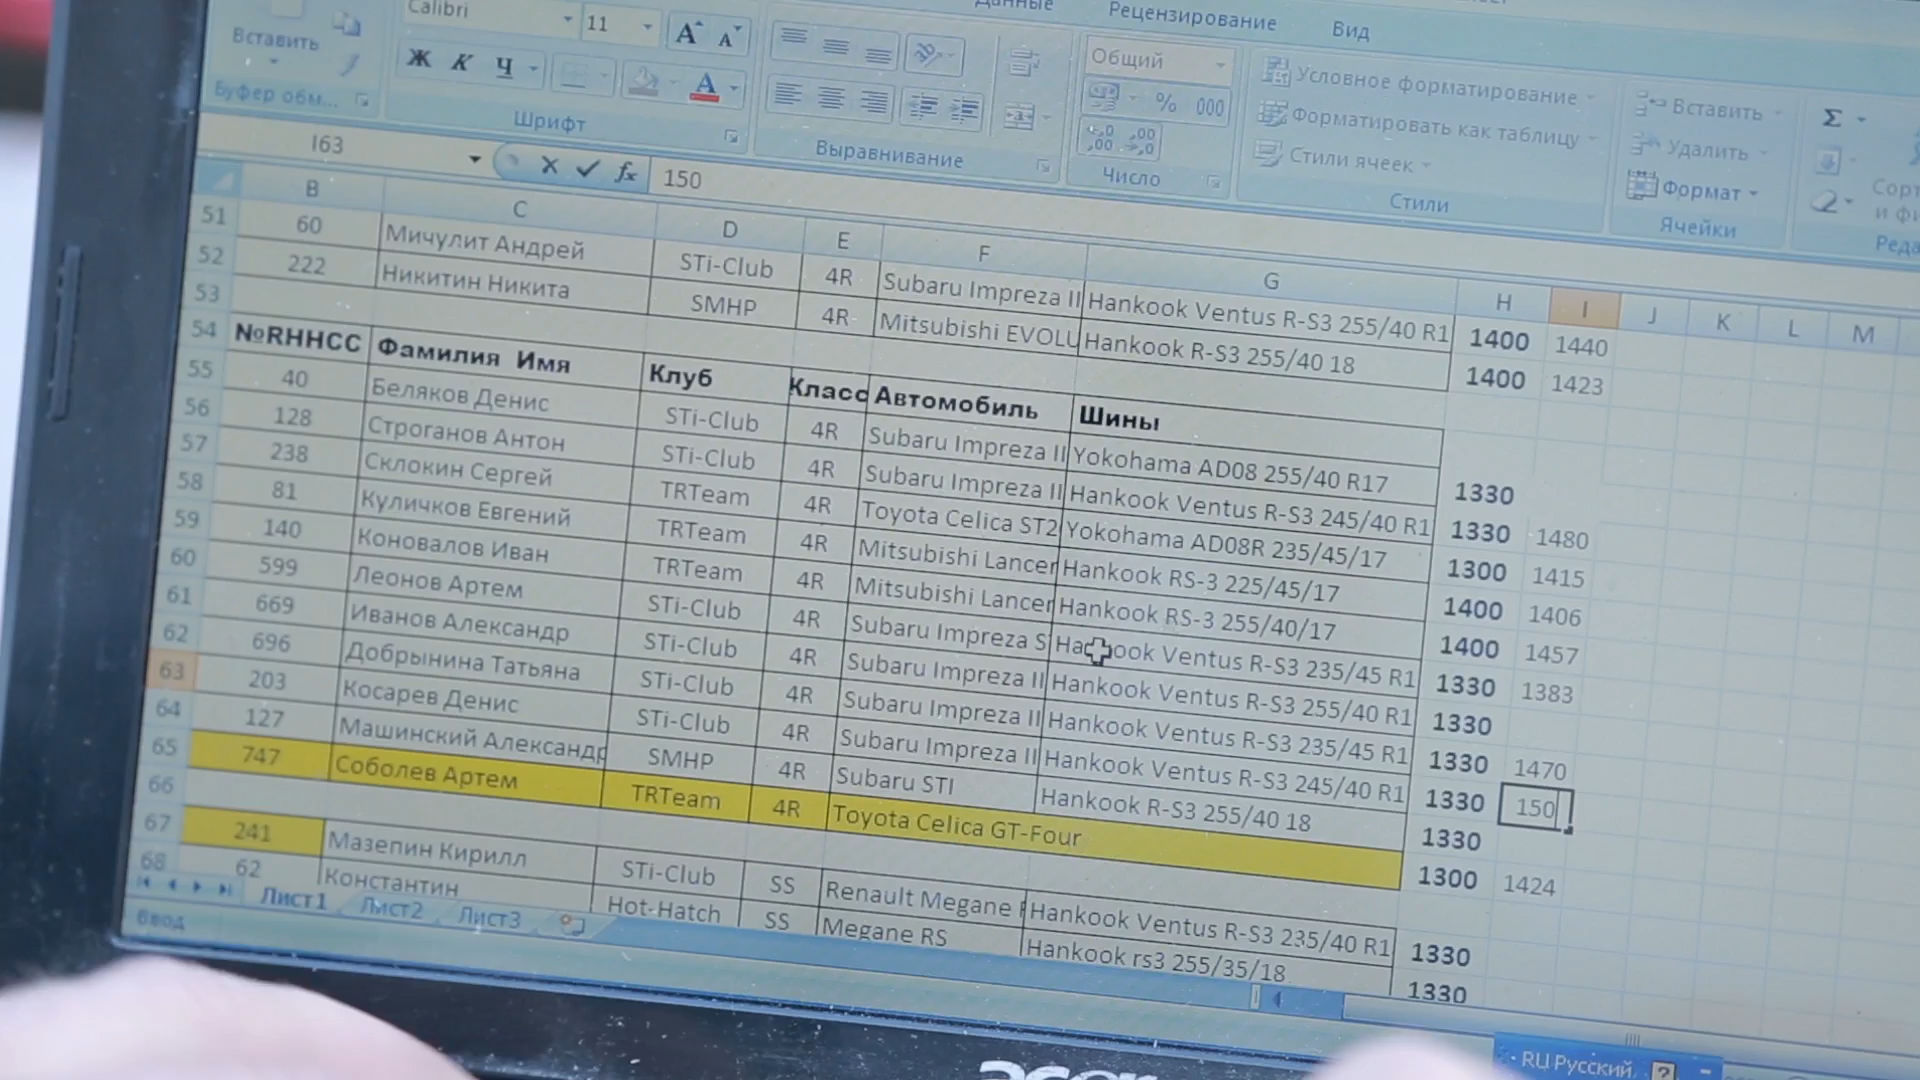 Данные Рецензирование Вид
Вставить Calibri 11 Общий Условное форматирование Вставить Σ
Ж К Ч A % 000 Форматировать как таблицу Удалить
Стили ячеек Формат
Буфер обм... Шрифт Выравнивание Число Стили Ячейки
I63 fx 150
B C D E F G H I J K L M
51 60 Мичулит Андрей STi-Club 4R Subaru Impreza II Hankook Ventus R-S3 255/40 R1 1400 1440
52 222 Никитин Никита SMHP 4R Mitsubishi EVOLU Hankook R-S3 255/40 18 1400 1423
53
54 №RHHCC Фамилия Имя Клуб Класс Автомобиль Шины
55 40 Беляков Денис STi-Club 4R Subaru Impreza II Yokohama AD08 255/40 R17 1330
56 128 Строганов Антон STi-Club 4R Subaru Impreza II Hankook Ventus R-S3 245/40 R1 1330 1480
57 238 Склокин Сергей TRTeam 4R Toyota Celica ST2 Yokohama AD08R 235/45/17 1300 1415
58 81 Куличков Евгений TRTeam 4R Mitsubishi Lancer Hankook RS-3 225/45/17 1400 1406
59 140 Коновалов Иван TRTeam 4R Mitsubishi Lancer Hankook RS-3 255/40/17 1400 1457
60 599 Леонов Артем STi-Club 4R Subaru Impreza S Hankook Ventus R-S3 235/45 R1 1330 1383
61 669 Иванов Александр STi-Club 4R Subaru Impreza II Hankook Ventus R-S3 255/40 R1 1330
62 696 Добрынина Татьяна STi-Club 4R Subaru Impreza II Hankook Ventus R-S3 235/45 R1 1330 1470
63 203 Косарев Денис STi-Club 4R Subaru Impreza II Hankook Ventus R-S3 245/40 R1 1330 150
64 127 Машинский Александр SMHP 4R Subaru STI Hankook R-S3 255/40 18 1330
65 747 Соболев Артем TRTeam 4R Toyota Celica GT-Four 1300 1424
66
67 241 Мазепин Кирилл STi-Club SS Renault Megane Hankook Ventus R-S3 235/40 R1 1330
68 62 Константин Hot-Hatch SS Megane RS Hankook rs3 255/35/18 1330
Лист1 Лист2 Лист3
Ввод
RU Русский
acer